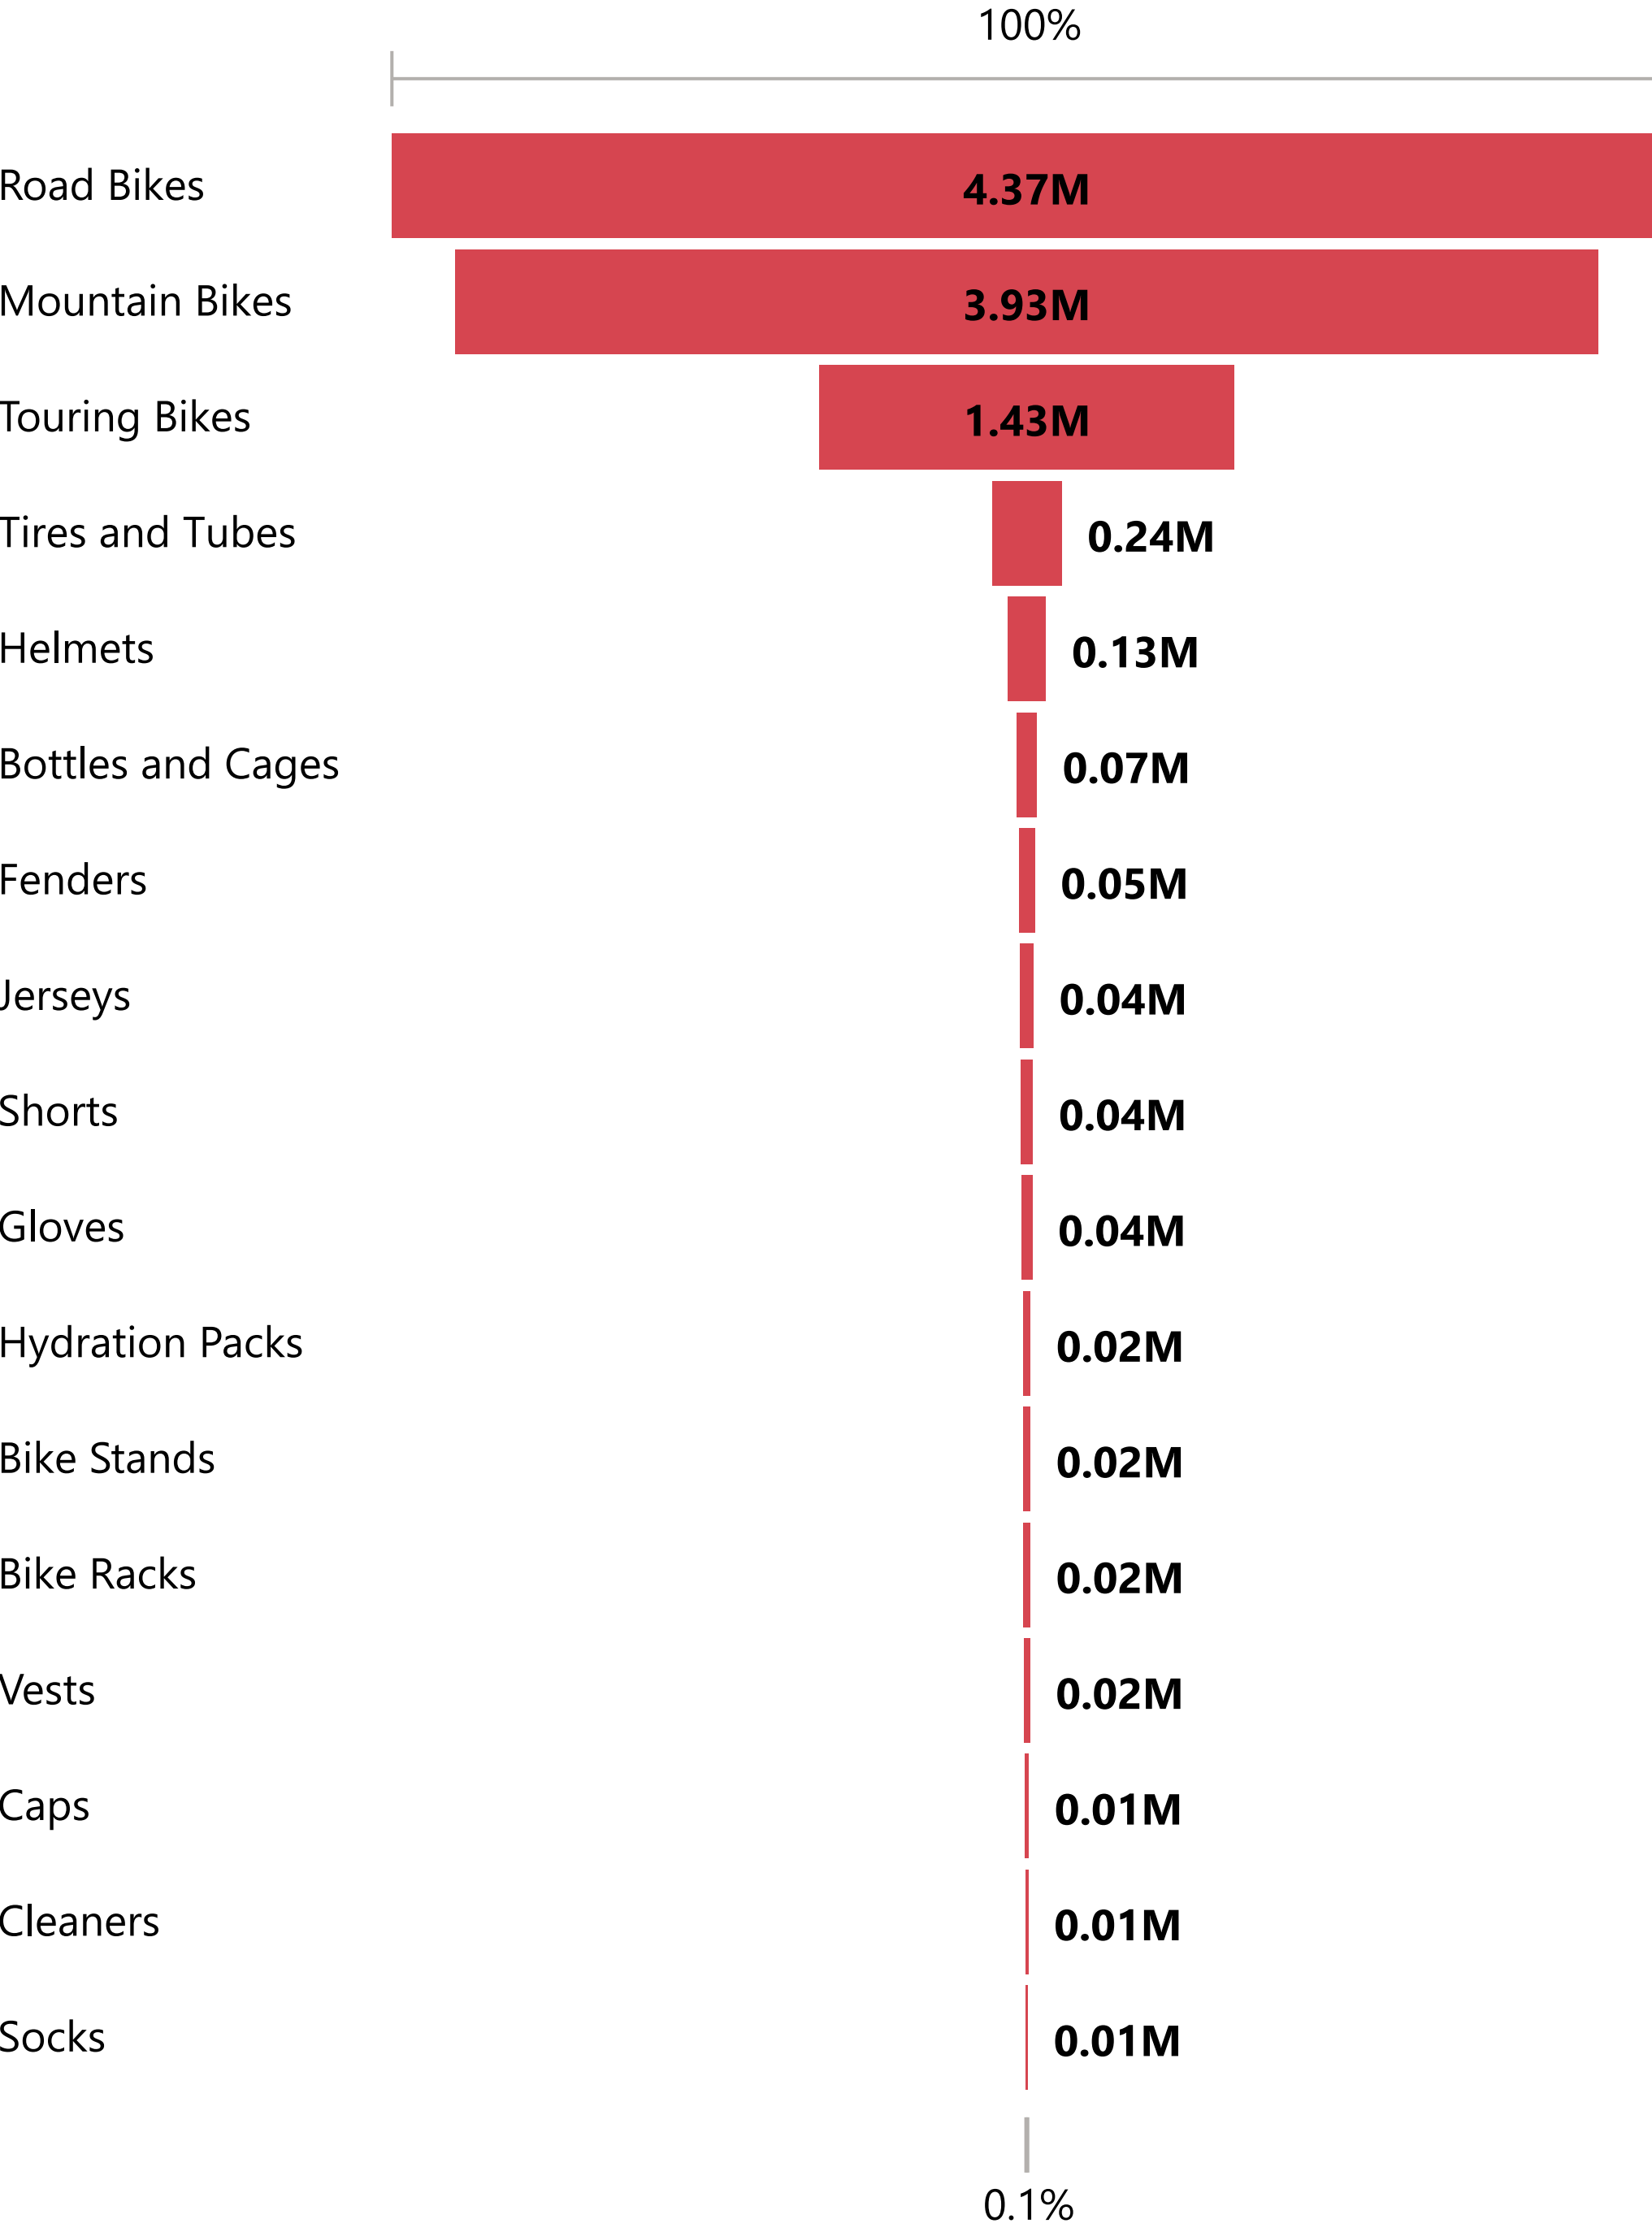 100%
Road Bikes 4.37M
Mountain Bikes 3.93M
Touring Bikes 1.43M
Tires and Tubes 0.24M
Helmets 0.13M
Bottles and Cages 0.07M
Fenders 0.05M
Jerseys 0.04M
Shorts 0.04M
Gloves 0.04M
Hydration Packs 0.02M
Bike Stands 0.02M
Bike Racks 0.02M
Vests 0.02M
Caps 0.01M
Cleaners 0.01M
Socks 0.01M
0.1%